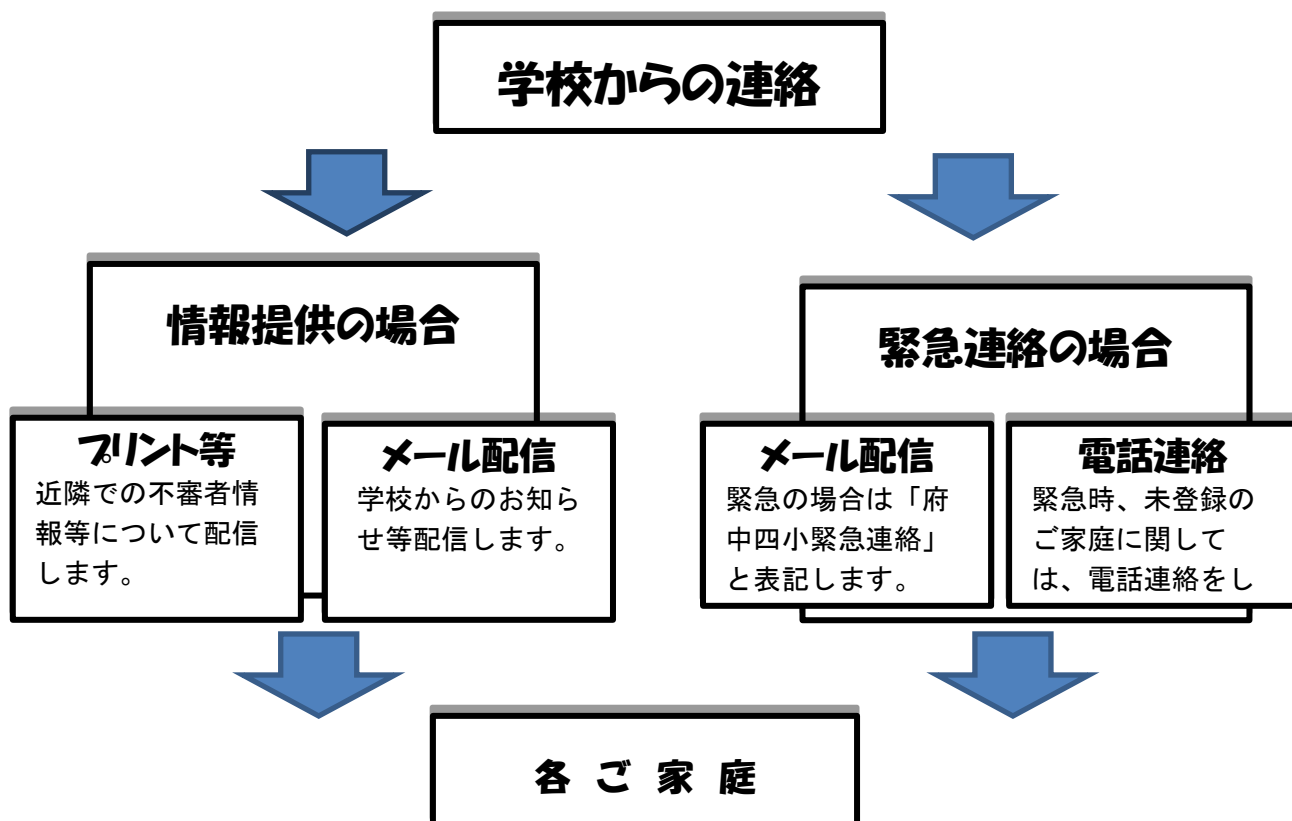 学校からの連絡
情報提供の場合
プリント等
近隣での不審者情
報等について配信
します。
メール配信
学校からのお知ら
せ等配信します。
緊急連絡の場合
メール配信
緊急の場合は「府
中四小緊急連絡」
と表記します。
電話連絡
緊急時、未登録の
ご家庭に関して
は、電話連絡をし
各ご家庭